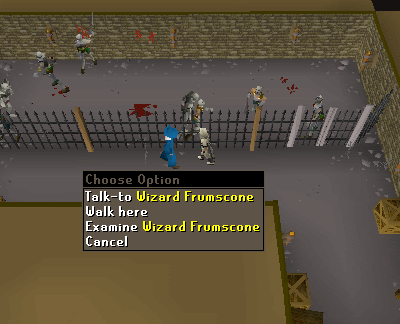 Choose Option
Talk-to Wizard Frumscone
Walk here
Examine Wizard Frumscone
Cancel